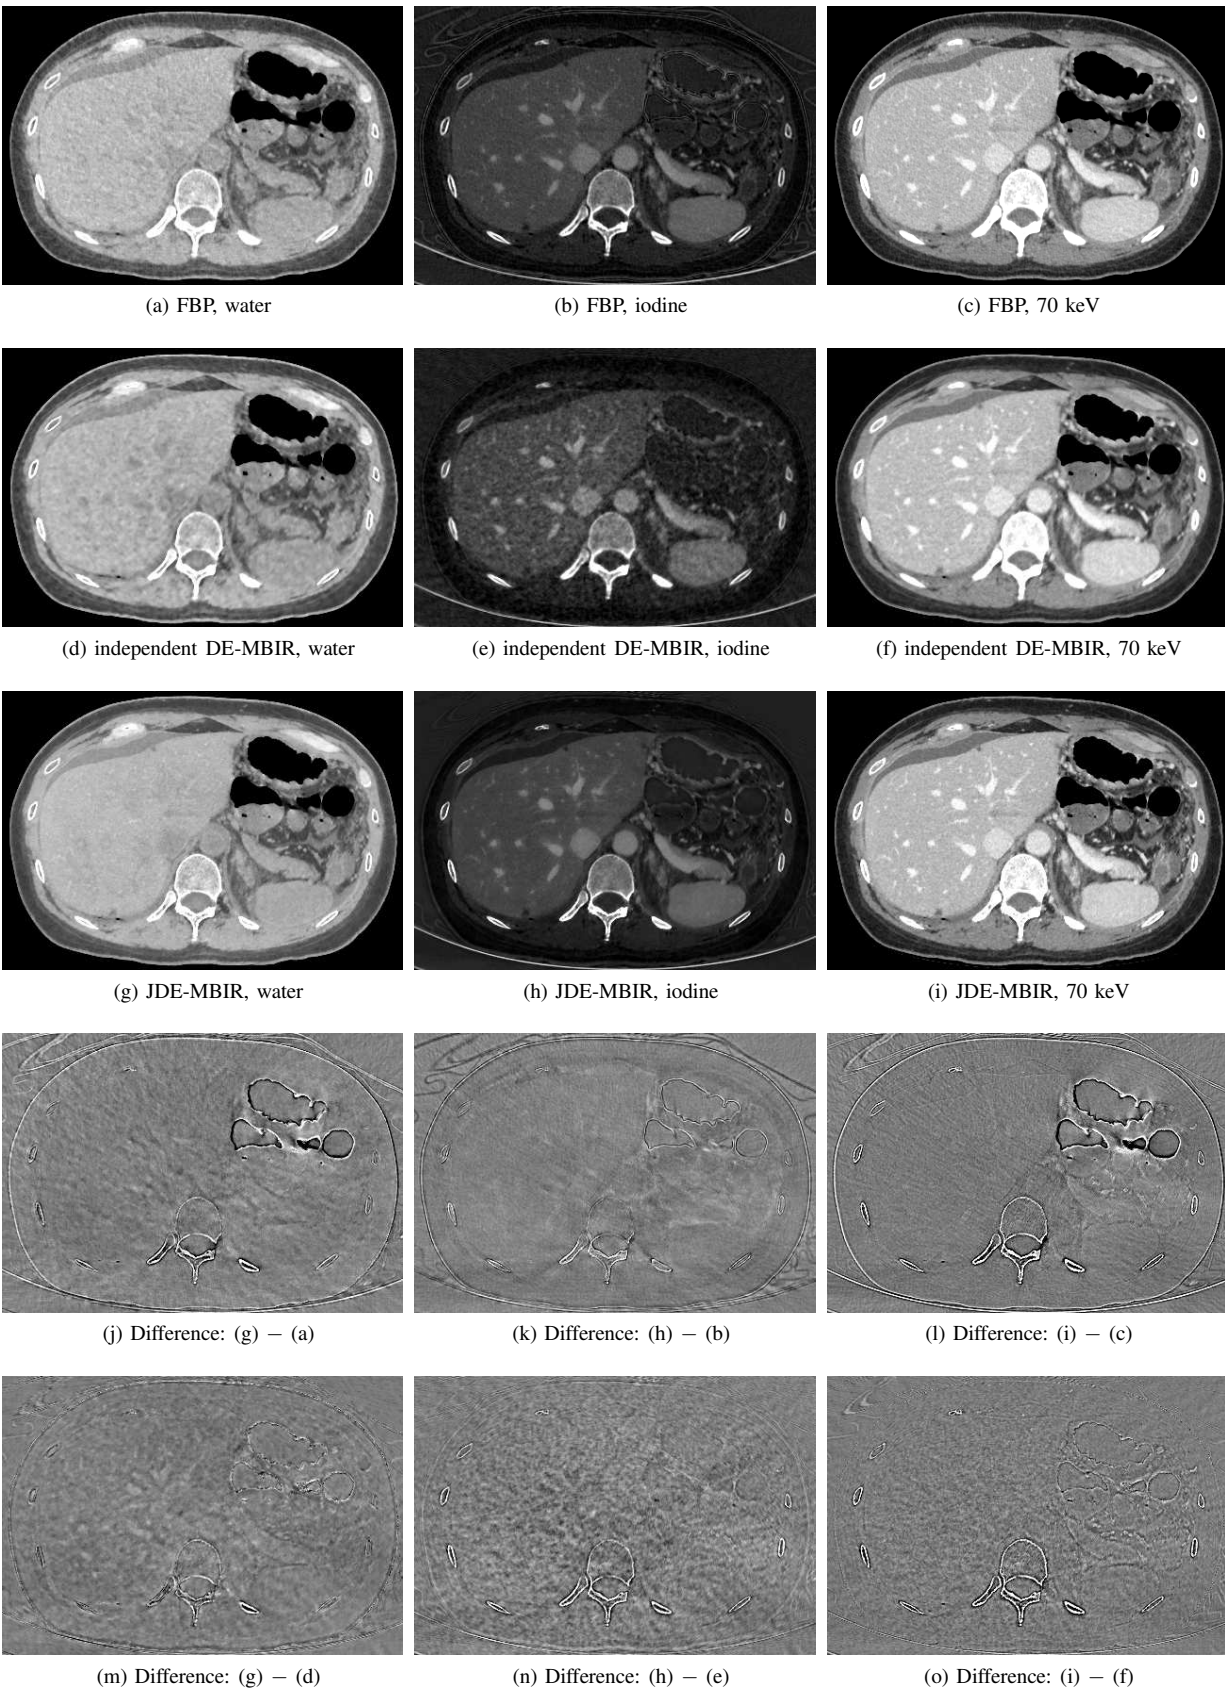 (a) FBP, water
(b) FBP, iodine
(c) FBP, 70 keV
(d) independent DE-MBIR, water
(e) independent DE-MBIR, iodine
(f) independent DE-MBIR, 70 keV
(g) JDE-MBIR, water
(h) JDE-MBIR, iodine
(i) JDE-MBIR, 70 keV
(j) Difference: (g) − (a)
(k) Difference: (h) − (b)
(l) Difference: (i) − (c)
(m) Difference: (g) − (d)
(n) Difference: (h) − (e)
(o) Difference: (i) − (f)